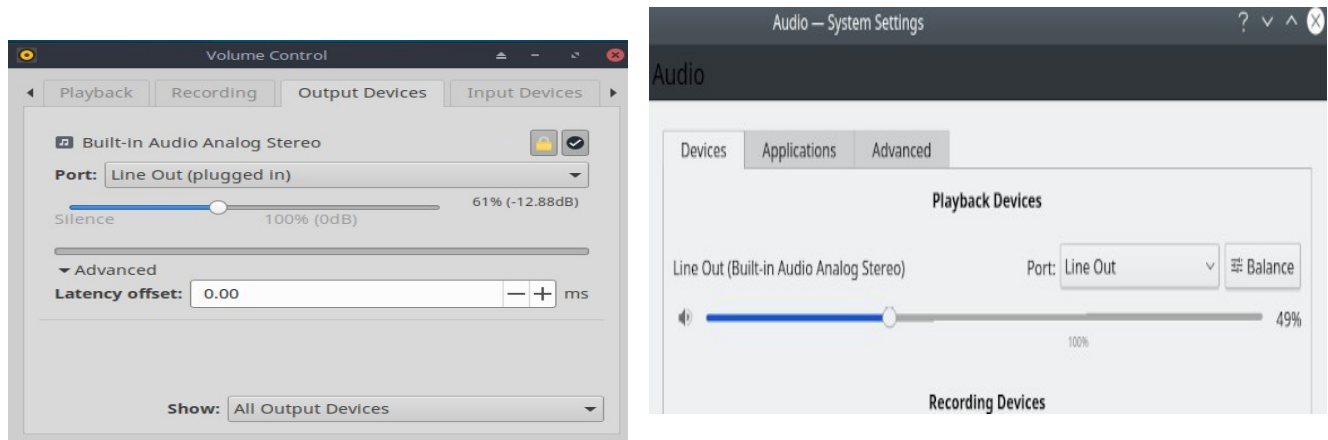 Volume Control
Playback Recording Output Devices Input Devices
Built-in Audio Analog Stereo
Port: Line Out (plugged in)
61% (-12.88dB)
Silence 100% (0dB)
Advanced
Latency offset: 0.00 ms
Show: All Output Devices
Audio — System Settings
Audio
Devices Applications Advanced
Playback Devices
Line Out (Built-in Audio Analog Stereo) Port: Line Out Balance
49%
100%
Recording Devices